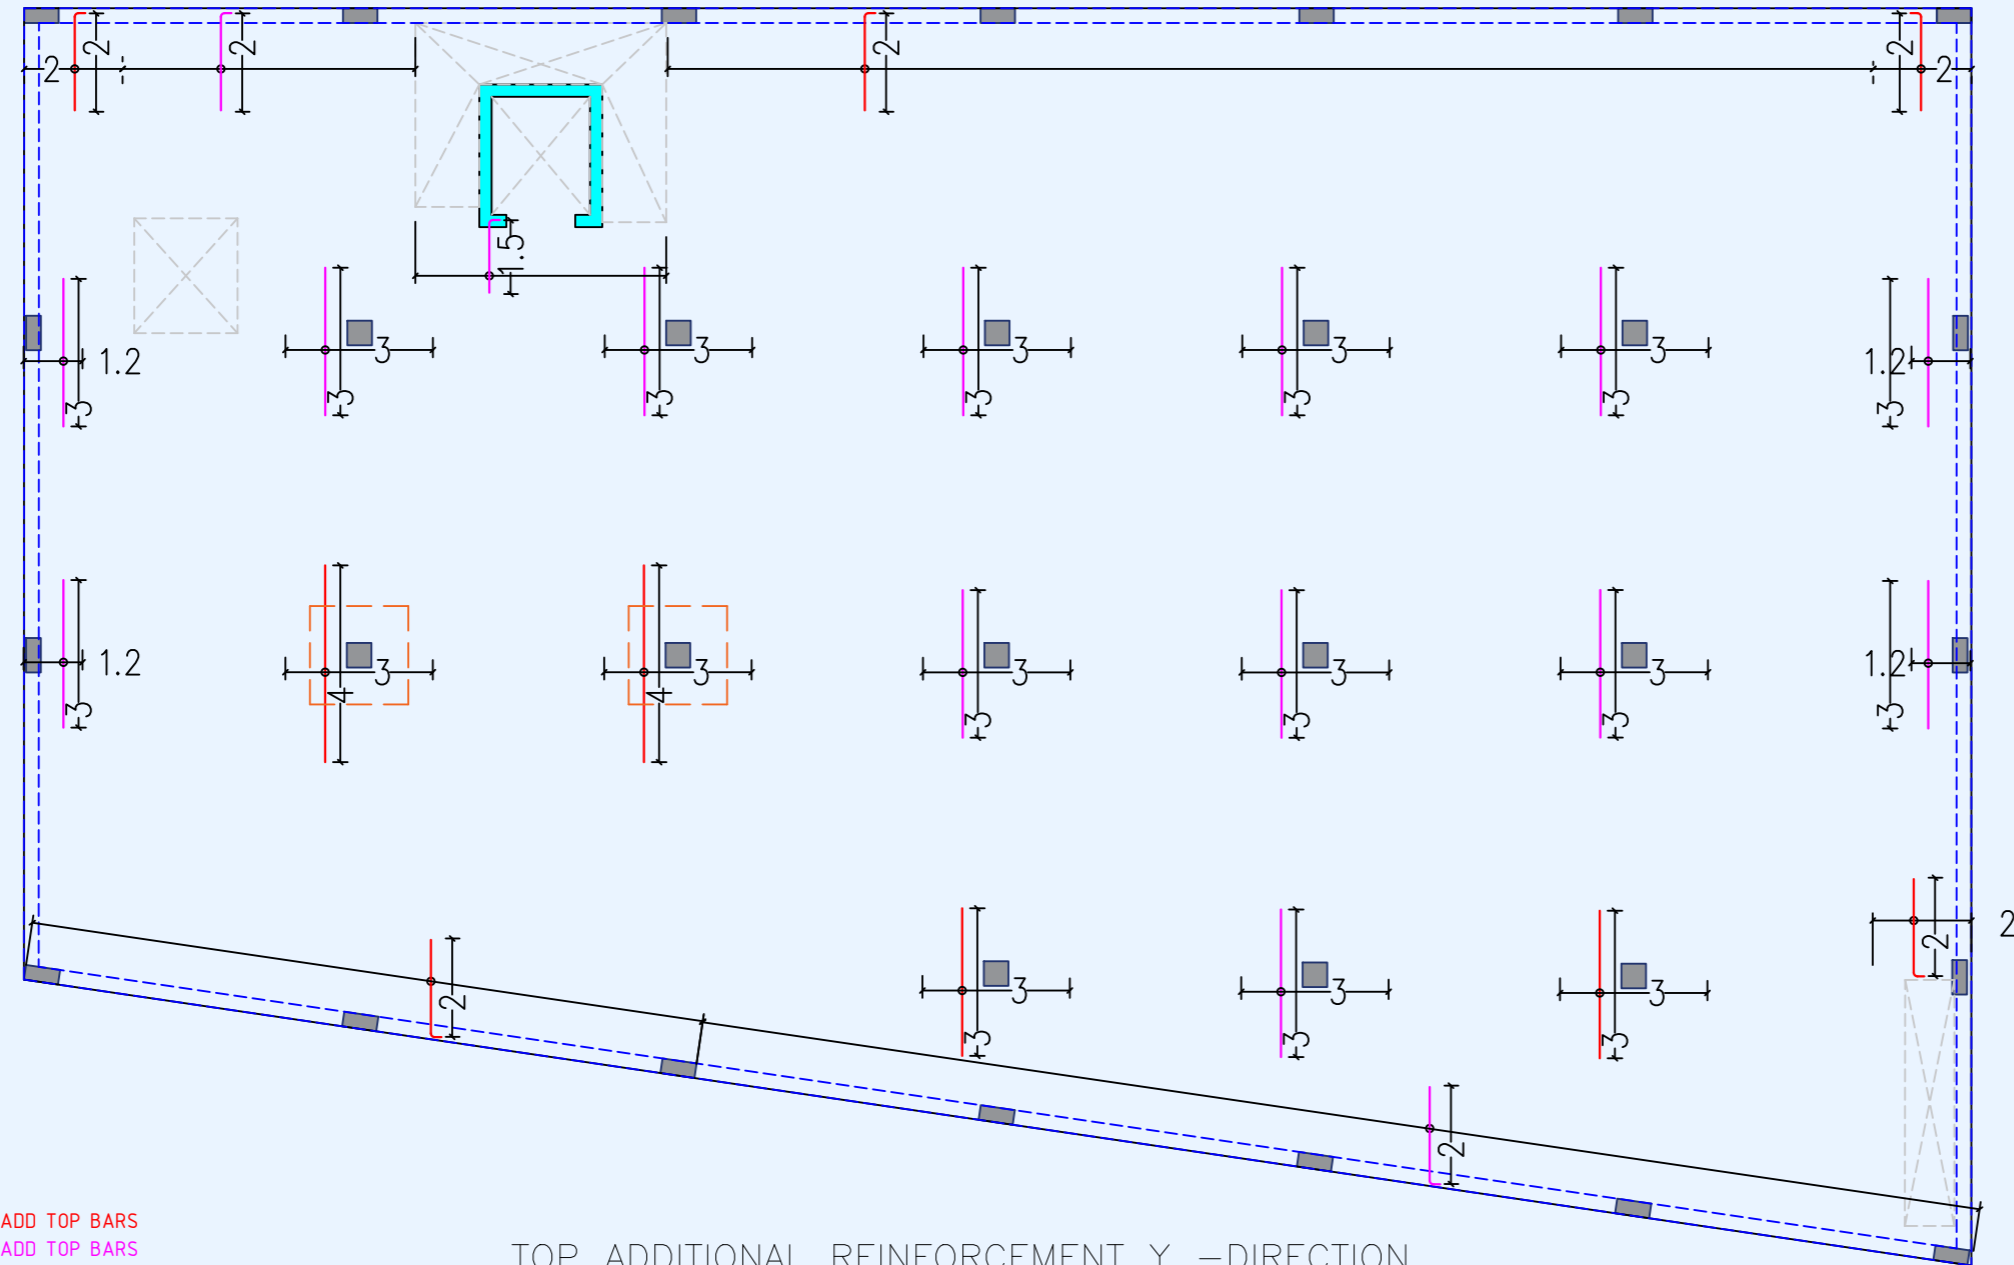 2 2 2 2 2 2
1.5
1.2 3 3 3 3 3 1.2
3 3 3 3 3 3 3
1.2 3 3 3 3 3 1.2
3 4 4 3 3 3 3
2 2
2 3 3 3
3 3 3
2
ADD TOP BARS
ADD TOP BARS
TOP ADDITIONAL REINFORCEMENT Y -DIRECTION